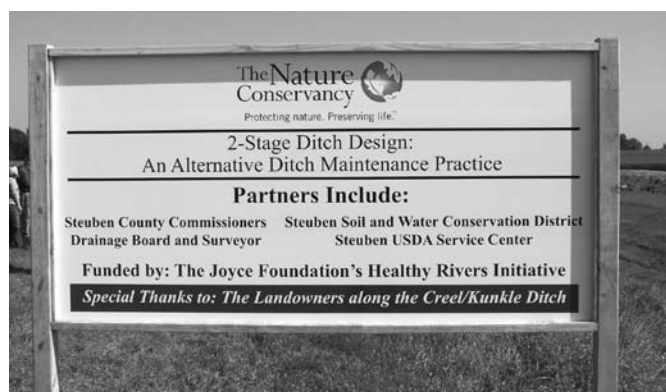 The Nature
Conservancy
Protecting nature. Preserving life.™
2-Stage Ditch Design:
An Alternative Ditch Maintenance Practice
Partners Include:
Steuben County Commissioners Steuben Soil and Water Conservation District
Drainage Board and Surveyor Steuben USDA Service Center
Funded by: The Joyce Foundation's Healthy Rivers Initiative
Special Thanks to: The Landowners along the Creel/Kunkle Ditch